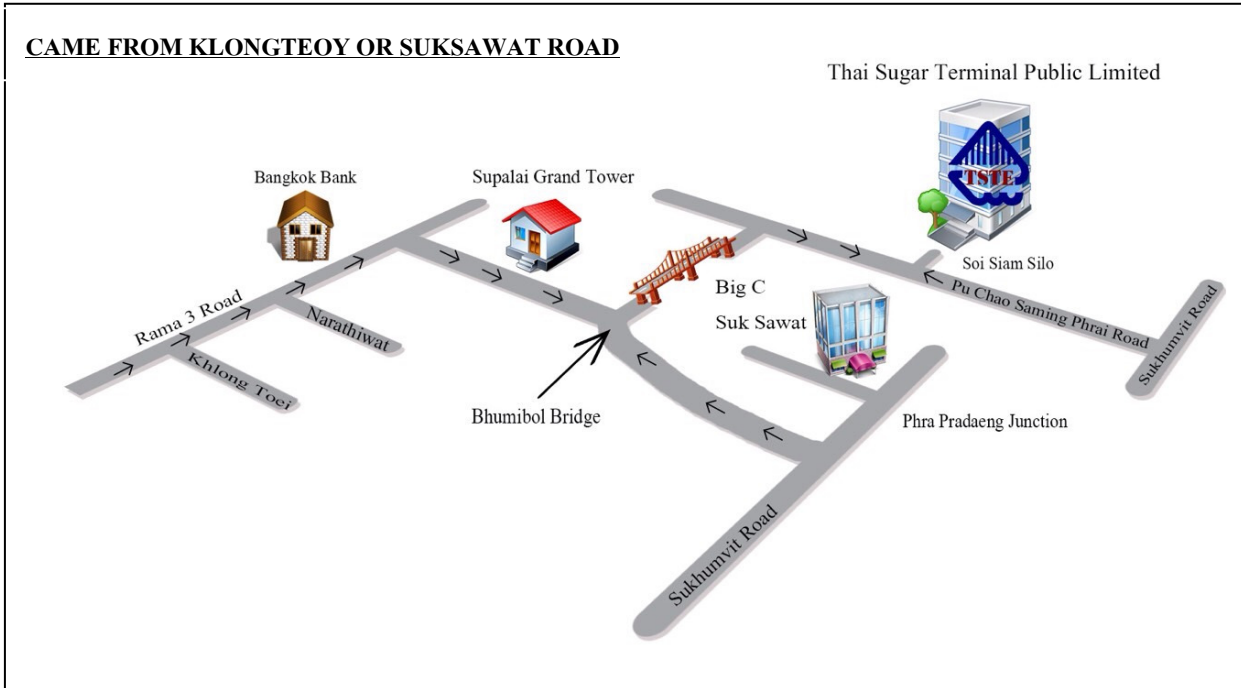 CAME FROM KLONGTEOY OR SUKSAWAT ROAD
Thai Sugar Terminal Public Limited
TSTE
Bangkok Bank
Supalai Grand Tower
Soi Siam Silo
Big C
Suk Sawat
Pu Chao Saming Phrai Road
Sukhumvit Road
Rama 3 Road
Narathiwat
Khlong Toei
Bhumibol Bridge
Phra Pradaeng Junction
Sukhumvit Road